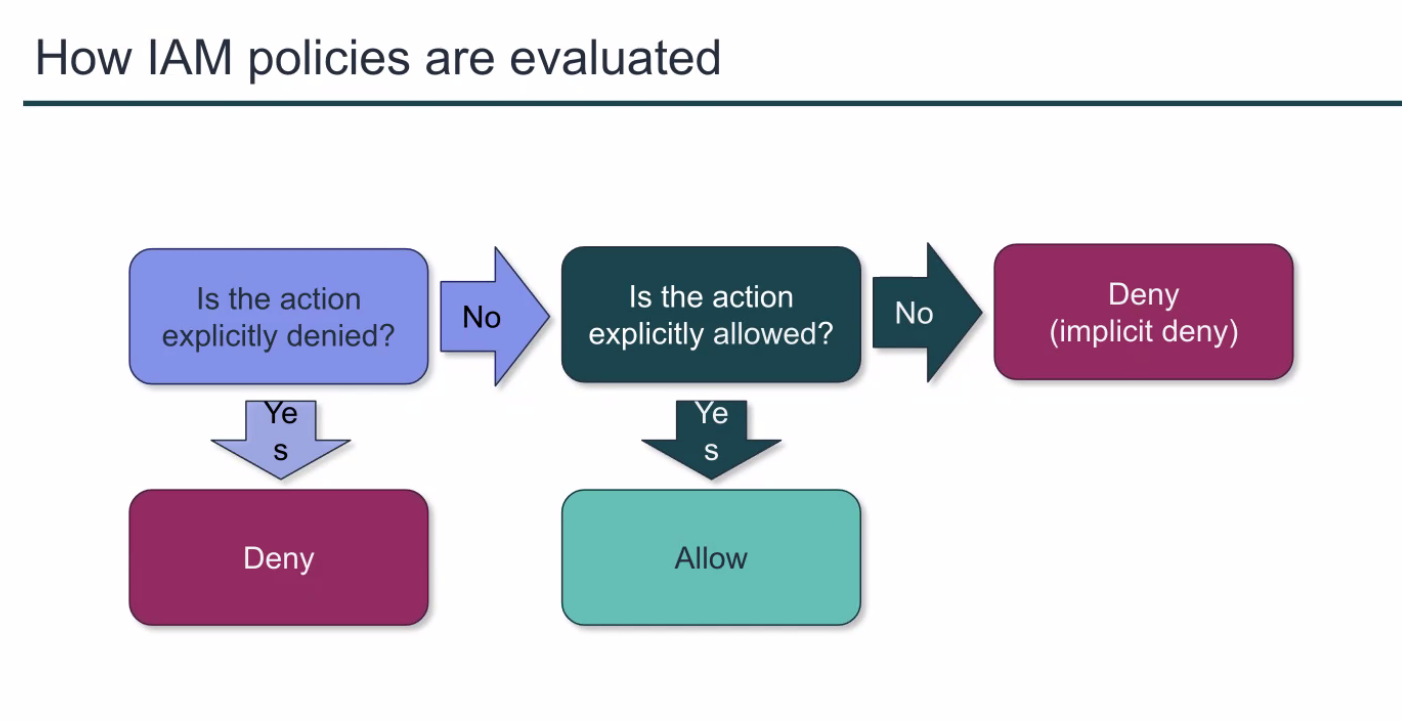 How IAM policies are evaluated
Is the action
explicitly denied?
No
Is the action
explicitly allowed?
No
Deny
(implicit deny)
Ye
s
Ye
s
Deny
Allow